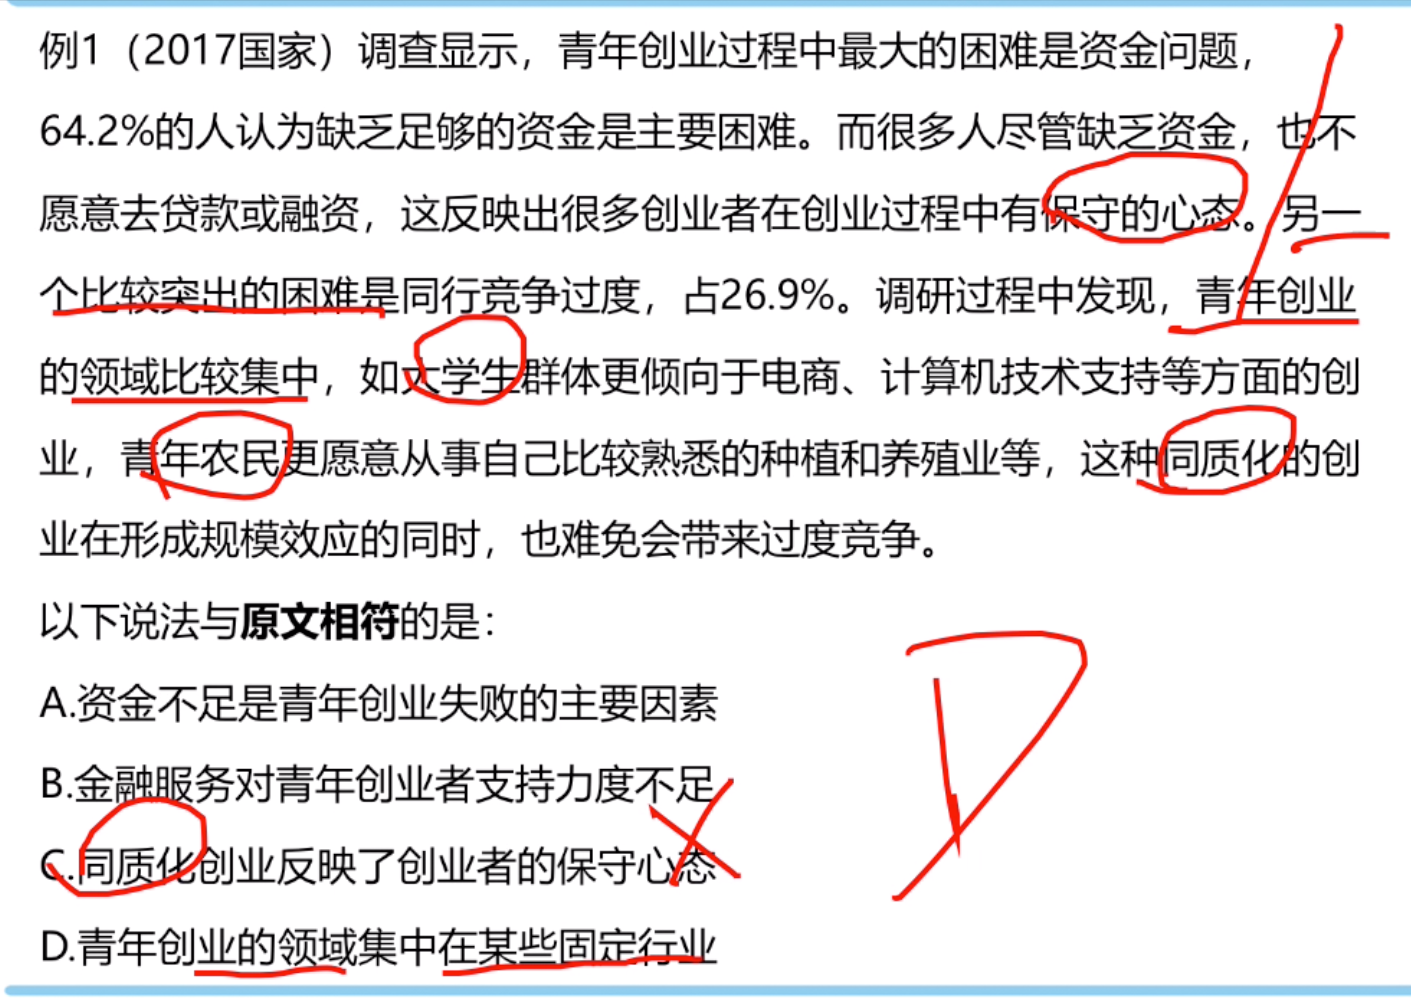 例1（2017国家）调查显示，青年创业过程中最大的困难是资金问题，
64.2%的人认为缺乏足够的资金是主要困难。而很多人尽管缺乏资金，也不
愿意去贷款或融资，这反映出很多创业者在创业过程中有保守的心态。另一
个比较突出的困难是同行竞争过度，占26.9%。调研过程中发现，青年创业
的领域比较集中，如大学生群体更倾向于电商、计算机技术支持等方面的创
业，青年农民更愿意从事自己比较熟悉的种植和养殖业等，这种同质化的创
业在形成规模效应的同时，也难免会带来过度竞争。
以下说法与原文相符的是：
A.资金不足是青年创业失败的主要因素
B.金融服务对青年创业者支持力度不足
C.同质化创业反映了创业者的保守心态
D.青年创业的领域集中在某些固定行业
D